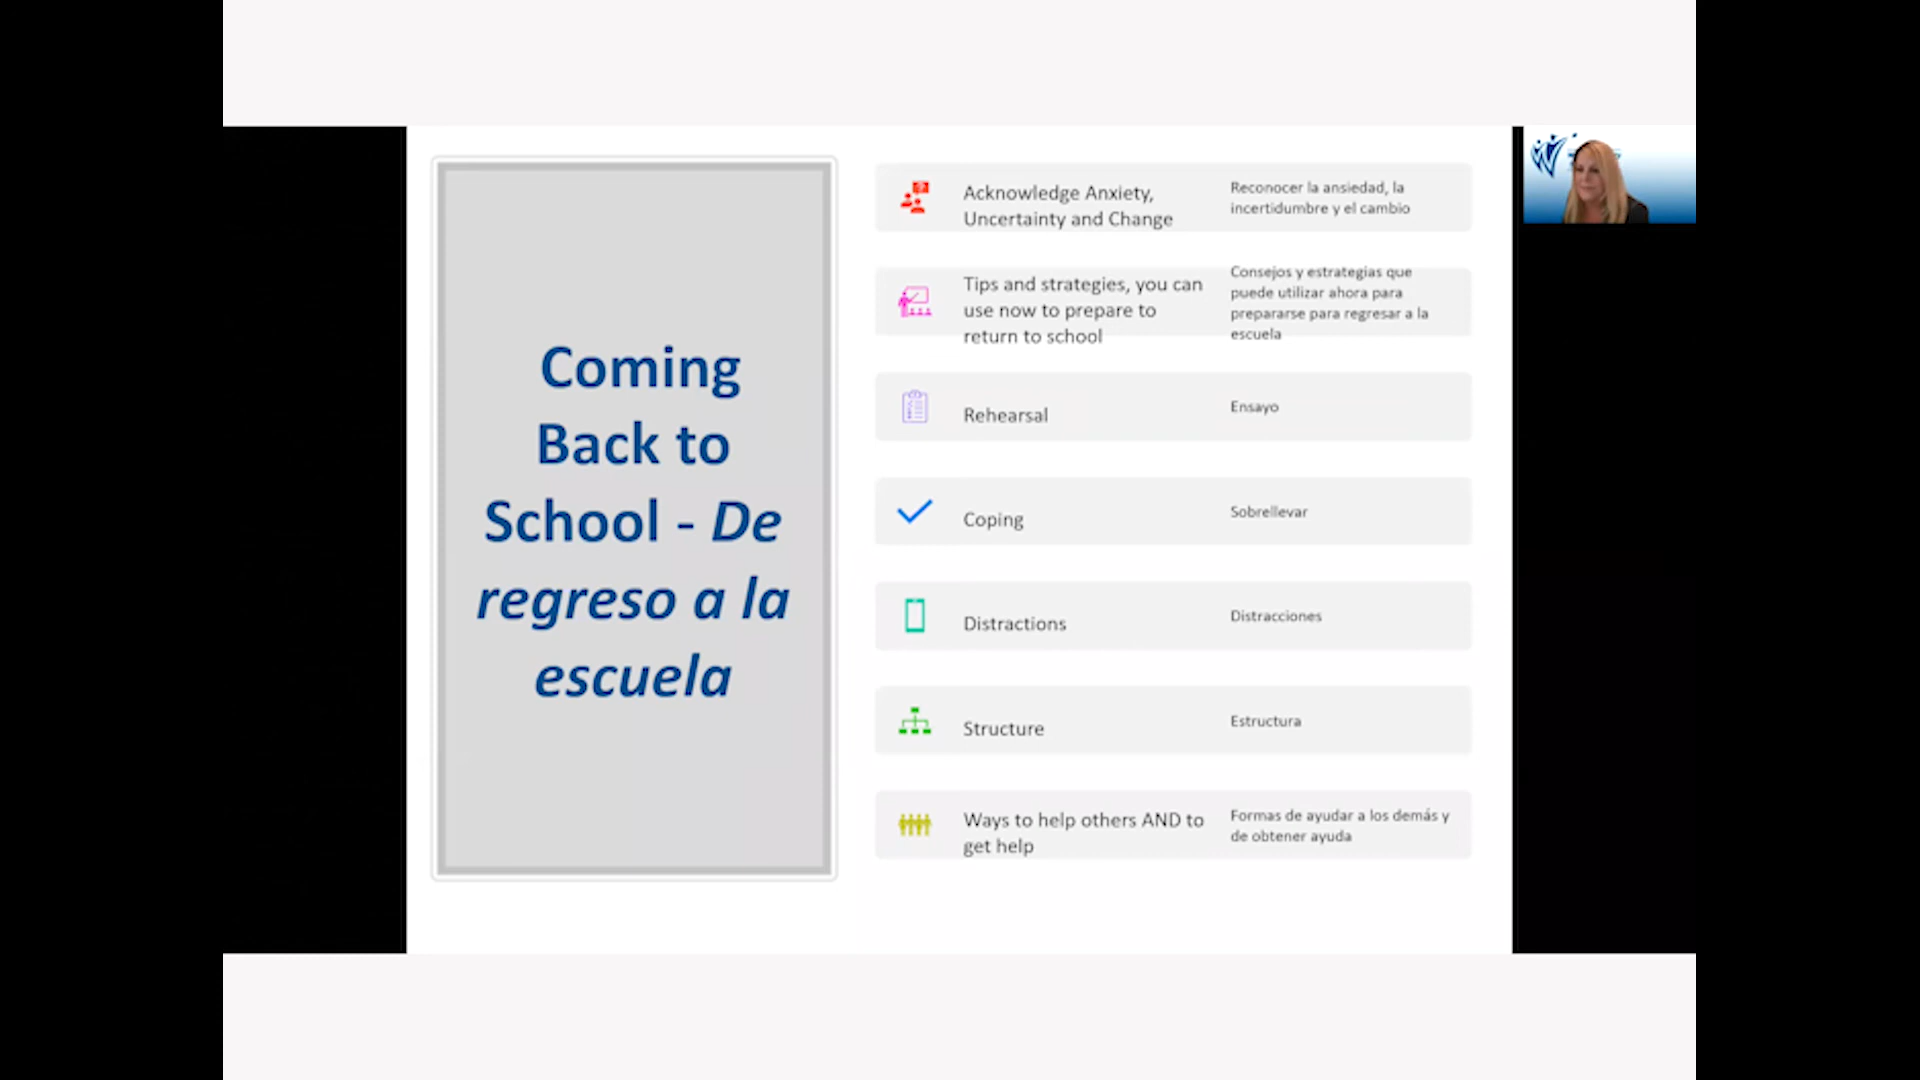 Coming
Back to
School - De
regreso a la
escuela
Acknowledge Anxiety,
Uncertainty and Change
Reconocer la ansiedad, la
incertidumbre y el cambio
Tips and strategies, you can
use now to prepare to
return to school
Consejos y estrategias que
puede utilizar ahora para
prepararse para regresar a la
escuela
Rehearsal
Ensayo
Coping
Sobrellevar
Distractions
Distracciones
Structure
Estructura
Ways to help others AND to
get help
Formas de ayudar a los demás y
de obtener ayuda